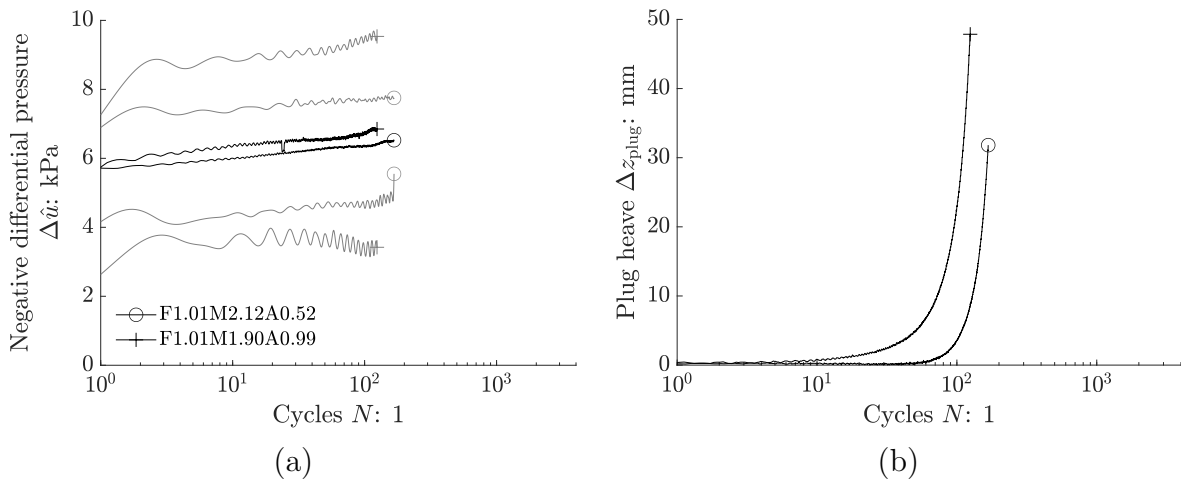 Negative differential pressure
Δû: kPa
10
8
6
4
2
0
F1.01M2.12A0.52
F1.01M1.90A0.99
10⁰
10¹
10²
10³
Cycles N: 1
(a)
Plug heave Δz_plug: mm
50
40
30
20
10
0
10⁰
10¹
10²
10³
Cycles N: 1
(b)